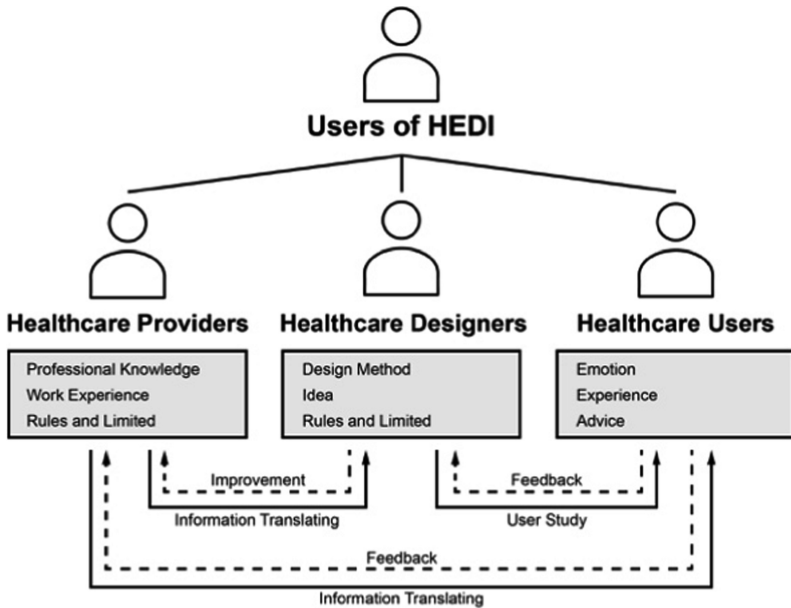 Users of HEDI
Healthcare Providers
Healthcare Designers
Healthcare Users
Professional Knowledge
Work Experience
Rules and Limited
Design Method
Idea
Rules and Limited
Emotion
Experience
Advice
Improvement
Information Translating
Feedback
User Study
Feedback
Information Translating